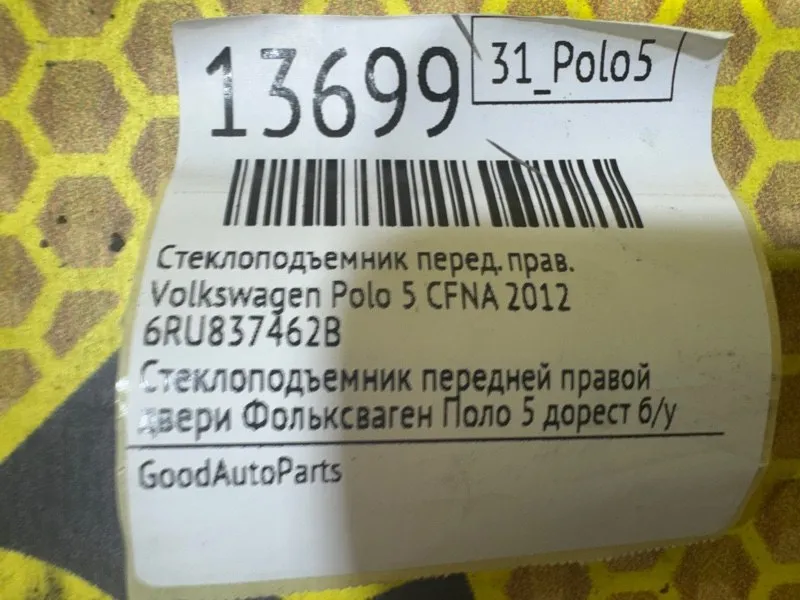 13699
31_Polo5
Стеклоподъемник перед. прав.
Volkswagen Polo 5 CFNA 2012
6RU837462B
Стеклоподъемник передней правой
двери Фольксваген Поло 5 дорест б/у
GoodAutoParts